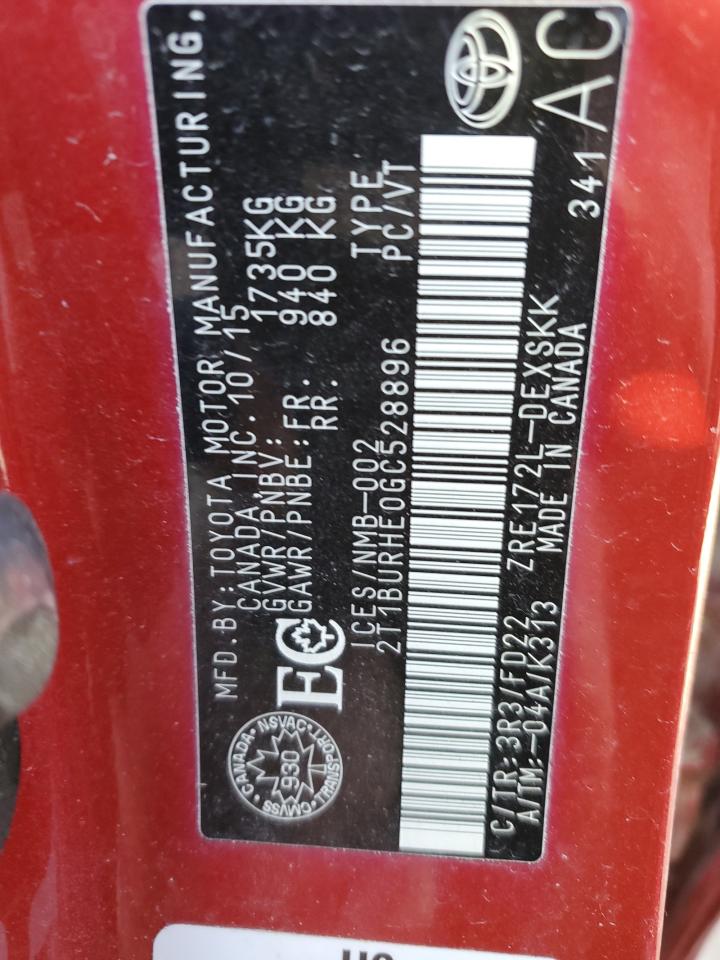 MFD.BY:TOYOTA MOTOR MANUFACTURING.
CANADA,INC.10/15
GVWR/PNBV: 1735KG
GAWR/PNBE:FR. 940 KG
RR. 840 KG
CANADA·NSVAC·TRANSPORT·CMVSS·
930
EC
ICES/NMB-002 TYPE
2T1BURHE0GC528896 PC/VT
C/TR:3R3/FD22 ZRE172L-DEXSKK
A/TM:-04A/K313 MADE IN CANADA 341 AC